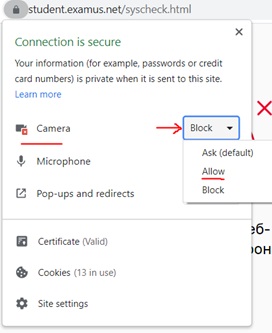 student.examus.net/syscheck.html
Connection is secure
Your information (for example, passwords or credit
card numbers) is private when it is sent to this site.
Learn more
Camera
Block
Ask (default)
Allow
Block
Microphone
Pop-ups and redirects
Certificate (Valid)
Cookies (13 in use)
Site settings
еб-
рон